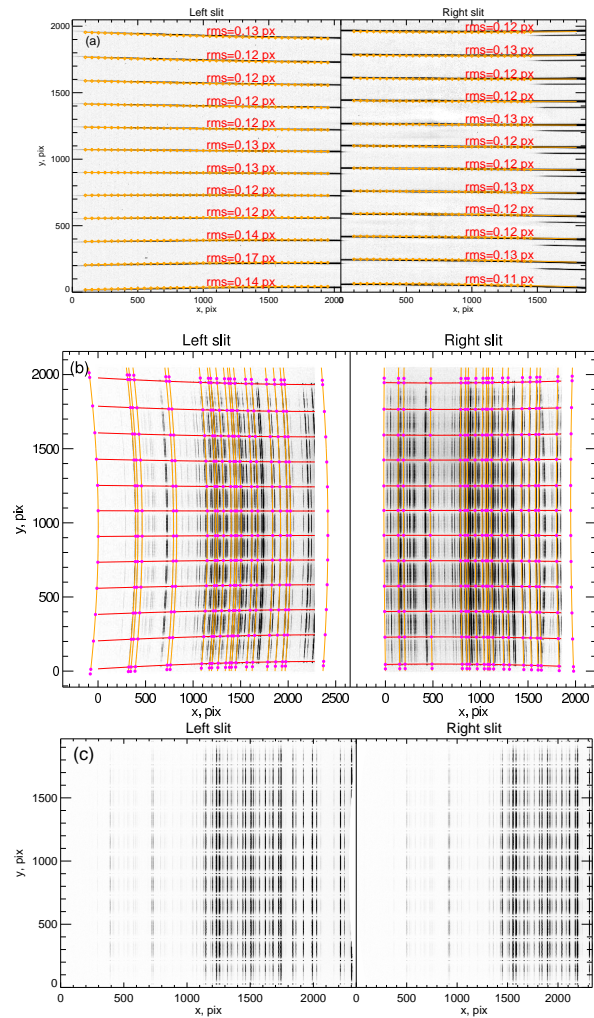 Left slit Right slit
(a)
2000
1500
1000
500
0
y, pix
rms=0.13 px
rms=0.12 px
rms=0.12 px
rms=0.12 px
rms=0.12 px
rms=0.13 px
rms=0.13 px
rms=0.12 px
rms=0.12 px
rms=0.14 px
rms=0.17 px
rms=0.14 px
rms=0.12 px
rms=0.13 px
rms=0.12 px
rms=0.12 px
rms=0.13 px
rms=0.12 px
rms=0.12 px
rms=0.13 px
rms=0.12 px
rms=0.12 px
rms=0.13 px
rms=0.11 px
0 500 1000 1500 500 1000 1500
x, pix x, pix
Left slit Right slit
(b)
2000
1500
1000
500
0
y, pix
0 500 1000 1500 2000 2500 0 500 1000 1500 2000
x, pix x, pix
Left slit Right slit
(c)
1500
1000
500
0
y, pix
0 500 1000 1500 2000 0 500 1000 1500 2000
x, pix x, pix